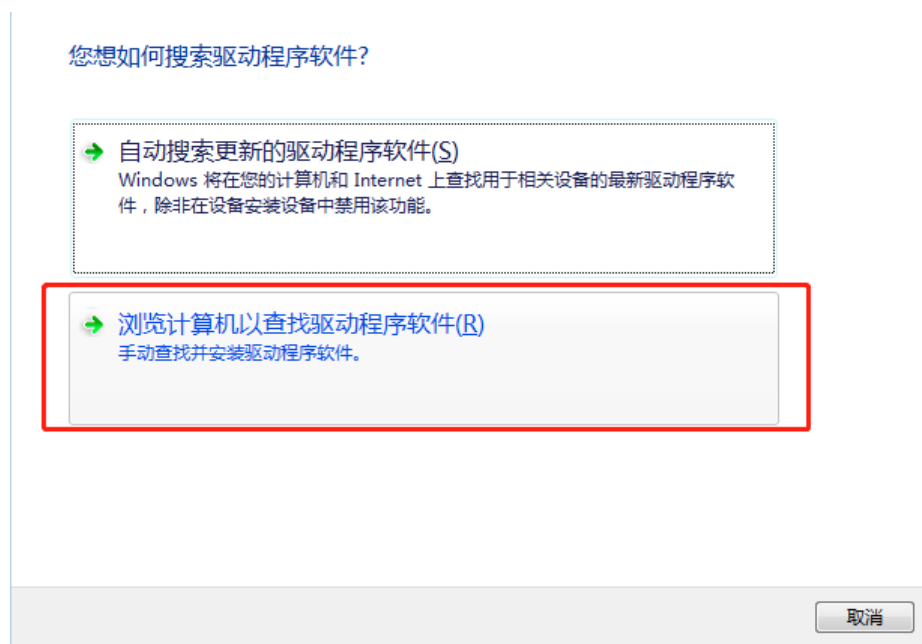 您想如何搜索驱动程序软件?
自动搜索更新的驱动程序软件(S)
Windows 将在您的计算机和 Internet 上查找用于相关设备的最新驱动程序软
件，除非在设备安装设备中禁用该功能。
浏览计算机以查找驱动程序软件(R)
手动查找并安装驱动程序软件。
取消